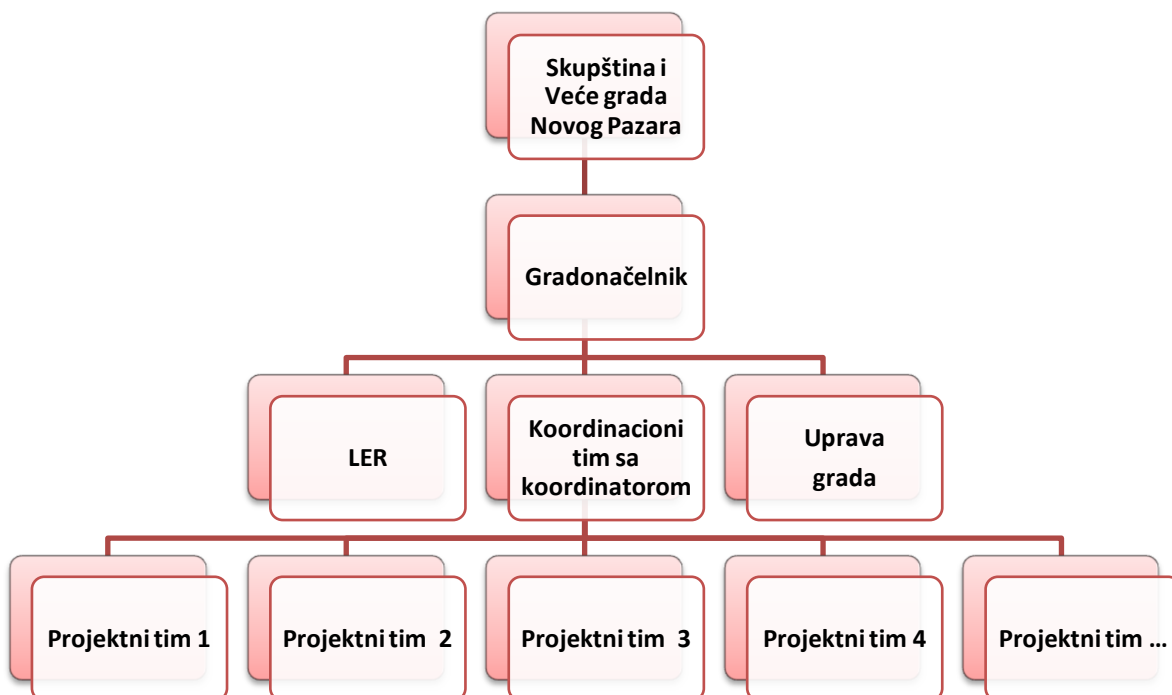 Skupština i
Veće grada
Novog Pazara
Gradonačelnik
LER
Koordinacioni
tim sa
koordinatorom
Uprava
grada
Projektni tim 1
Projektni tim 2
Projektni tim 3
Projektni tim 4
Projektni tim ...